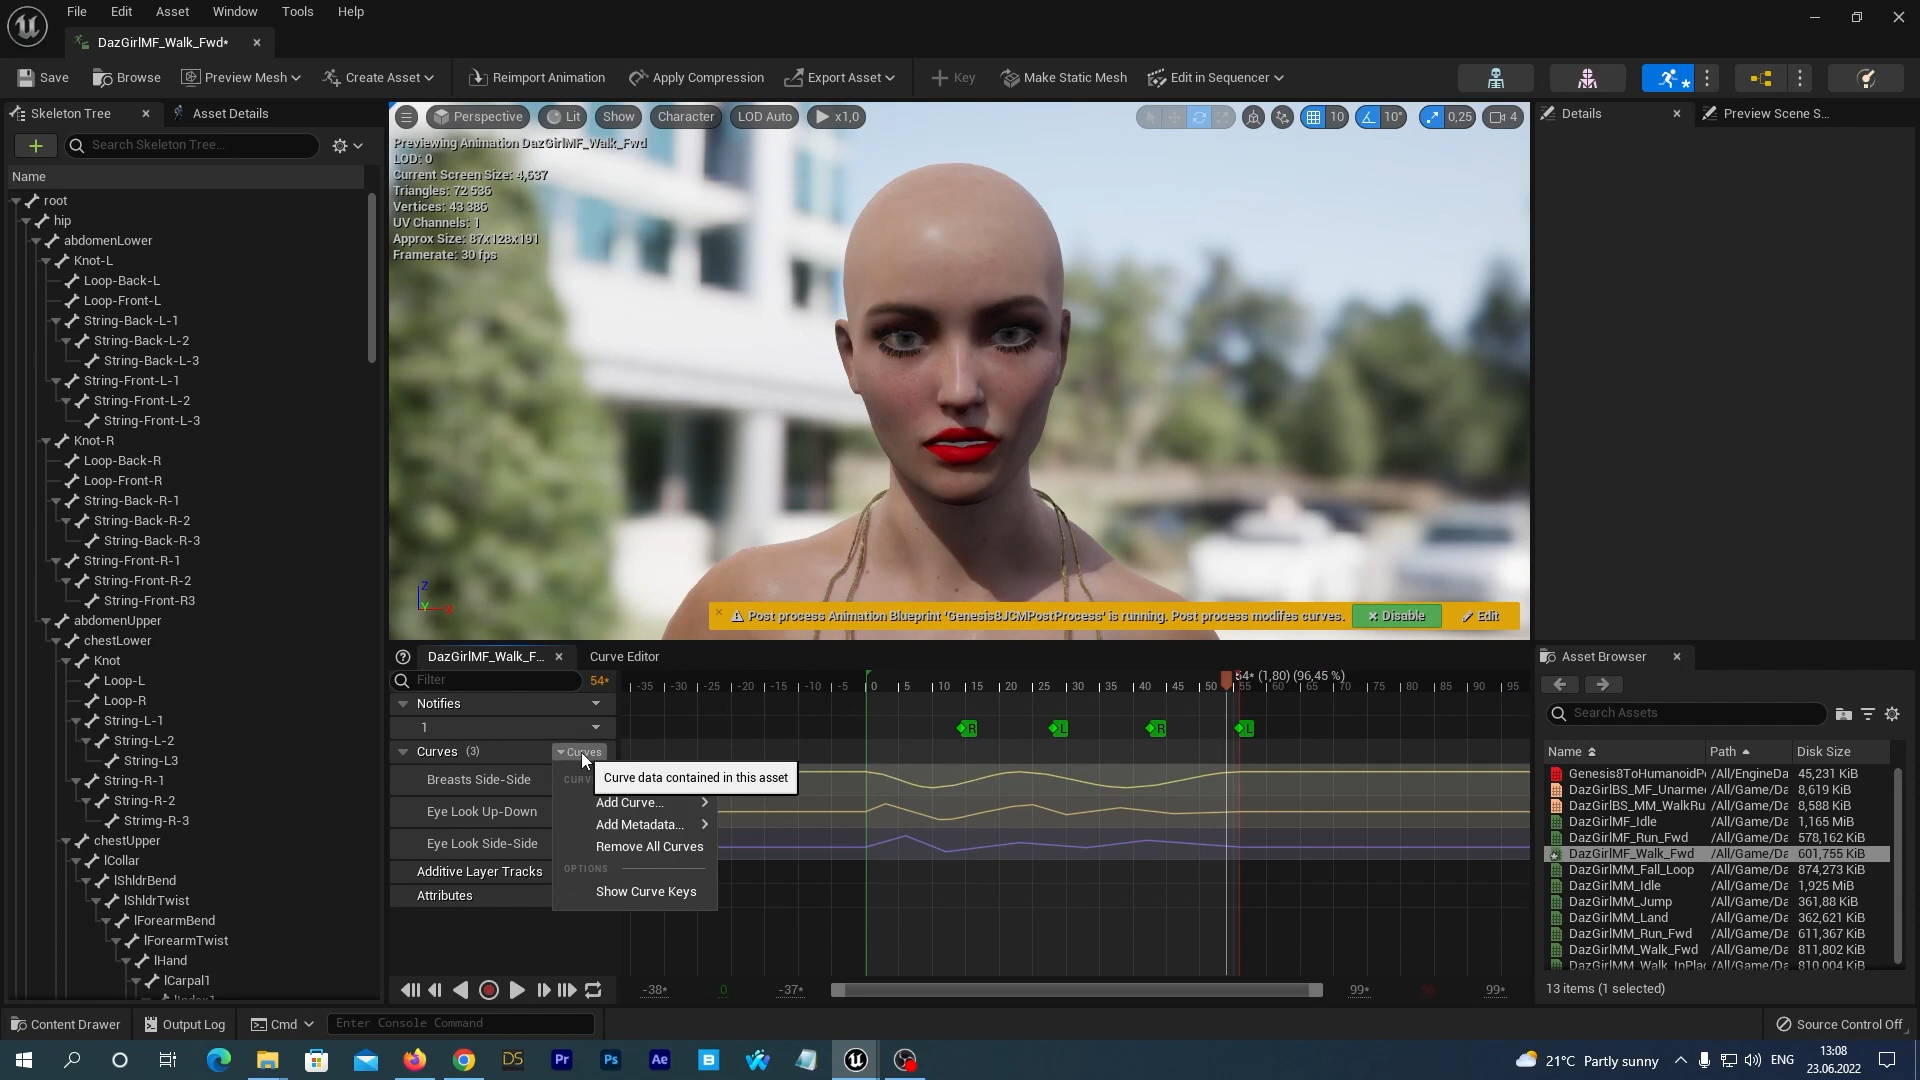 File Edit Asset Window Tools Help
DazGirlMF_Walk_Fwd*
Save Browse Preview Mesh Create Asset Reimport Animation Apply Compression Export Asset Key Make Static Mesh Edit in Sequencer
Skeleton Tree Asset Details
Search Skeleton Tree...
Name
root
hip
abdomenLower
Knot-L
Loop-Back-L
Loop-Front-L
String-Back-L-1
String-Back-L-2
String-Back-L-3
String-Front-L-1
String-Front-L-2
String-Front-L-3
Knot-R
Loop-Back-R
Loop-Front-R
String-Back-R-1
String-Back-R-2
String-Back-R-3
String-Front-R-1
String-Front-R-2
String-Front-R3
abdomenUpper
chestLower
Knot
Loop-L
Loop-R
String-L-1
String-L-2
String-L3
String-R-1
String-R-2
Strimg-R-3
chestUpper
lCollar
lShldrBend
lShldrTwist
lForearmBend
lForearmTwist
lHand
lCarpal1
lIndex1
Perspective Lit Show Character LOD Auto x1,0
10 10° 0,25 4
Previewing Animation DazGirlMF_Walk_Fwd
LOD: 0
Current Screen Size: 4,637
Triangles: 72 536
Vertices: 43 386
UV Channels: 1
Approx Size: 87x128x191
Framerate: 30 fps
Z
Y X
Post process Animation Blueprint 'Genesis8JCMPostProcess' is running. Post process modifes curves. Disable Edit
DazGirlMF_Walk_F... Curve Editor
Filter 54*
54* (1,80) (96,45 %)
-35 -30 -25 -20 -15 -10 -5 0 5 10 15 20 25 30 35 40 45 50 55 60 65 70 75 80 85 90 95
Notifies
1
R L R L
Curves (3) Curves
Curve data contained in this asset
Breasts Side-Side
CURV
Add Curve...
Eye Look Up-Down
Add Metadata...
Eye Look Side-Side
Remove All Curves
Additive Layer Tracks
OPTIONS
Show Curve Keys
Attributes
-38* 0 -37* 99* 99*
Details Preview Scene S...
Asset Browser
Search Assets
Name Path Disk Size
Genesis8ToHumanoidP /All/EngineDa 45,231 KiB
DazGirlBS_MF_Unarme /All/Game/Da 8,619 KiB
DazGirlBS_MM_WalkRu /All/Game/Da 8,588 KiB
DazGirlMF_Idle /All/Game/Da 1,165 MiB
DazGirlMF_Run_Fwd /All/Game/Da 578,162 KiB
DazGirlMF_Walk_Fwd /All/Game/Da 601,755 KiB
DazGirlMM_Fall_Loop /All/Game/Da 874,273 KiB
DazGirlMM_Idle /All/Game/Da 1,925 MiB
DazGirlMM_Jump /All/Game/Da 361,88 KiB
DazGirlMM_Land /All/Game/Da 362,621 KiB
DazGirlMM_Run_Fwd /All/Game/Da 611,367 KiB
DazGirlMM_Walk_Fwd /All/Game/Da 811,802 KiB
DazGirlMM_Walk_InPlac /All/Game/Da 810,004 KiB
13 items (1 selected)
Content Drawer Output Log Cmd Enter Console Command Source Control Off
DS Pr Ps Ae B
21°C Partly sunny ENG
13:08
23.06.2022